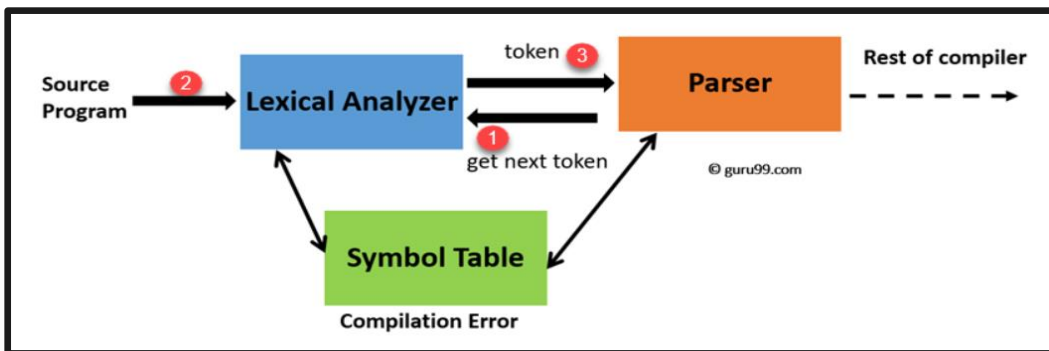 token 3
Source
Program
2
Lexical Analyzer
Parser
Rest of compiler
1
get next token
© guru99.com
Symbol Table
Compilation Error